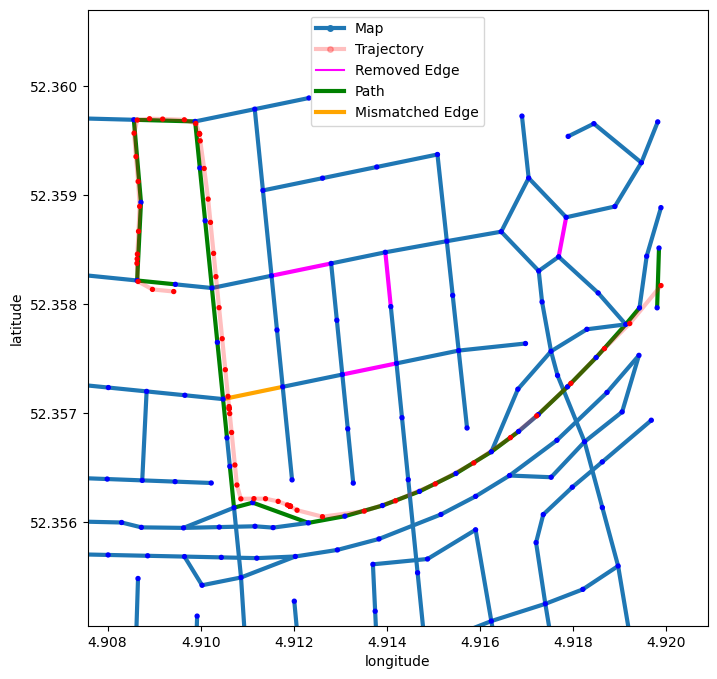 Map
Trajectory
Removed Edge
Path
Mismatched Edge
52.360
52.359
52.358
52.357
52.356
latitude
4.908 4.910 4.912 4.914 4.916 4.918 4.920
longitude